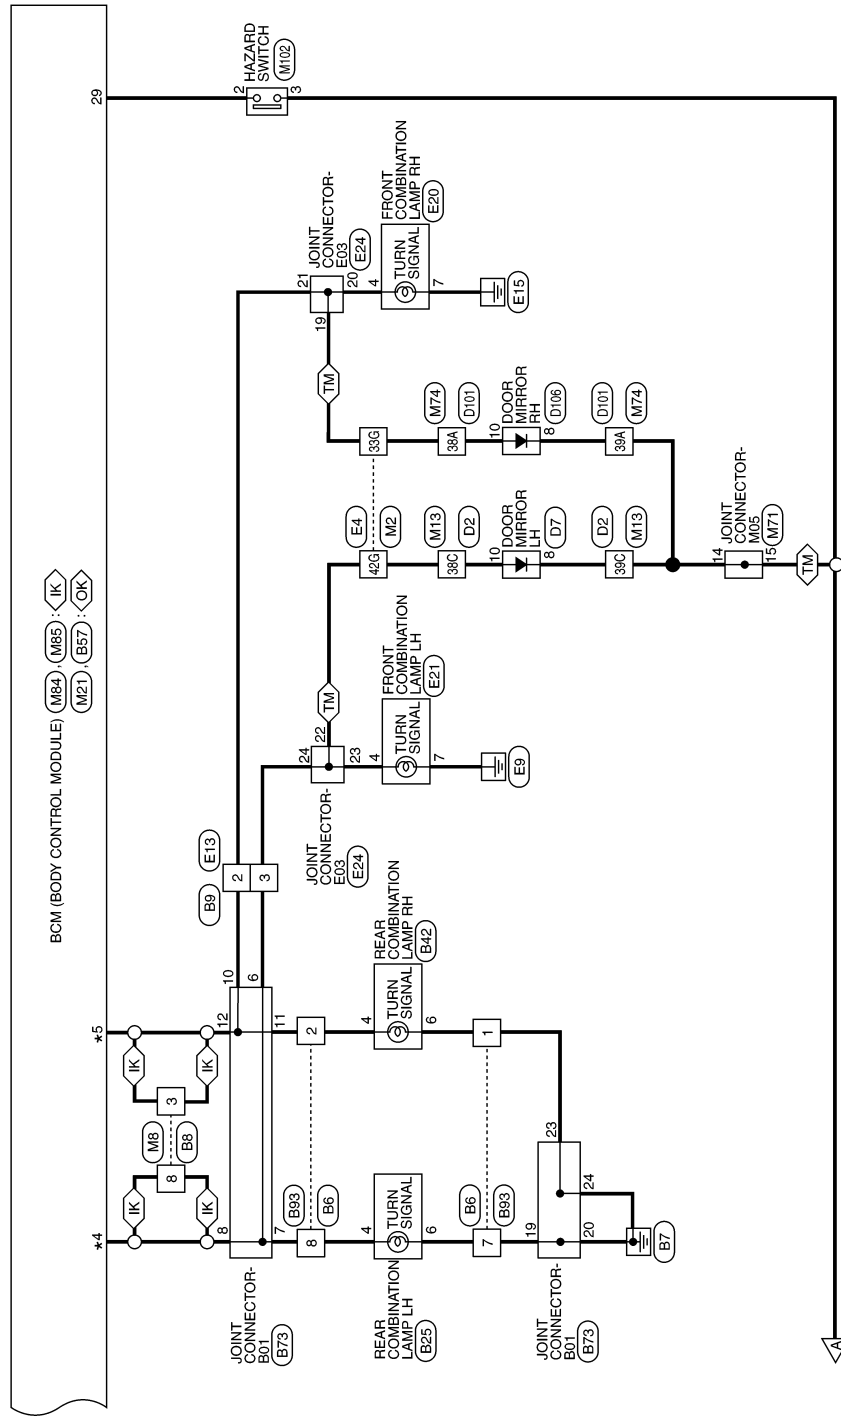 BCM (BODY CONTROL MODULE) M84 , M85 : IK
M21 , B57 : OK
*4
*5
29
IK
IK
8
M8
B8
3
IK
IK
2
3
HAZARD
SWITCH
M102
8
12
10
6
7
11
JOINT
CONNECTOR-
B01
B73
B9
E13
2
3
8
B93
B6
2
REAR
COMBINATION
LAMP LH
B25
4
TURN
SIGNAL
6
REAR
COMBINATION
LAMP RH
B42
4
TURN
SIGNAL
6
7
B6
B93
1
JOINT
CONNECTOR-
B01
B73
19
23
20
24
B7
JOINT
CONNECTOR-
E03
E24
24
22
23
TM
FRONT
COMBINATION
LAMP LH
E21
4
TURN
SIGNAL
7
E9
JOINT
CONNECTOR-
E03
E24
21
19
20
TM
FRONT
COMBINATION
LAMP RH
E20
4
TURN
SIGNAL
7
E15
42G
E4
M2
33G
38C
M13
D2
38A
M74
D101
10
DOOR
MIRROR
LH
D7
8
10
DOOR
MIRROR
RH
D106
8
39C
D2
M13
39A
D101
M74
14
JOINT
CONNECTOR-
M05
M71
15
TM
A